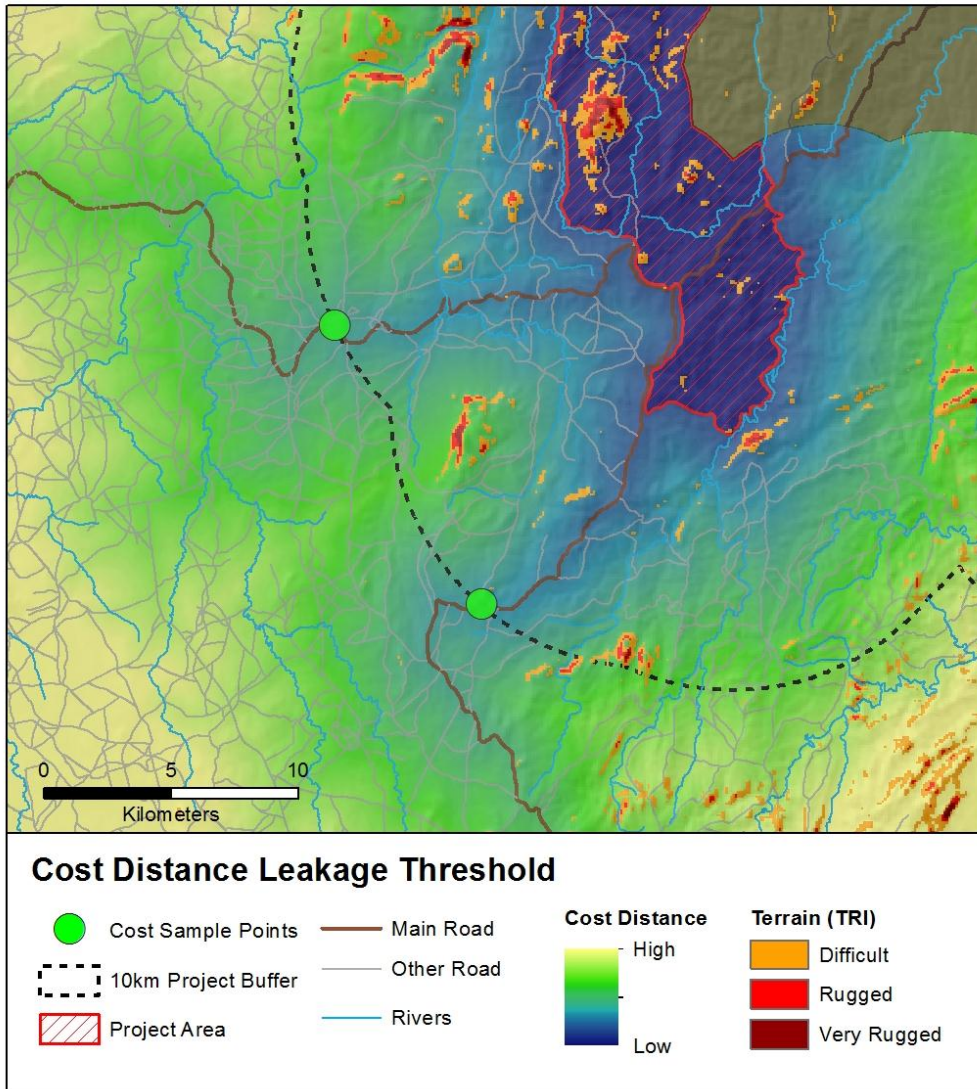 0 5 10
Kilometers
Cost Distance Leakage Threshold
Cost Sample Points
10km Project Buffer
Project Area
Main Road
Other Road
Rivers
Cost Distance
High
Low
Terrain (TRI)
Difficult
Rugged
Very Rugged